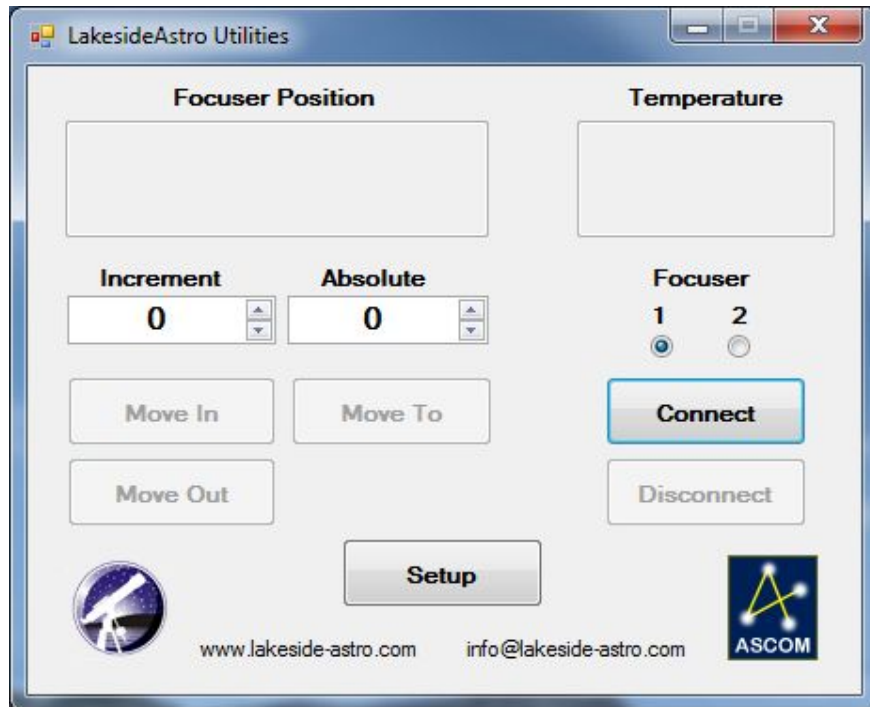 LakesideAstro Utilities
Focuser Position
Temperature
Increment
Absolute
Focuser
0
0
1 2
Move In
Move To
Connect
Move Out
Disconnect
Setup
www.lakeside-astro.com
info@lakeside-astro.com
ASCOM